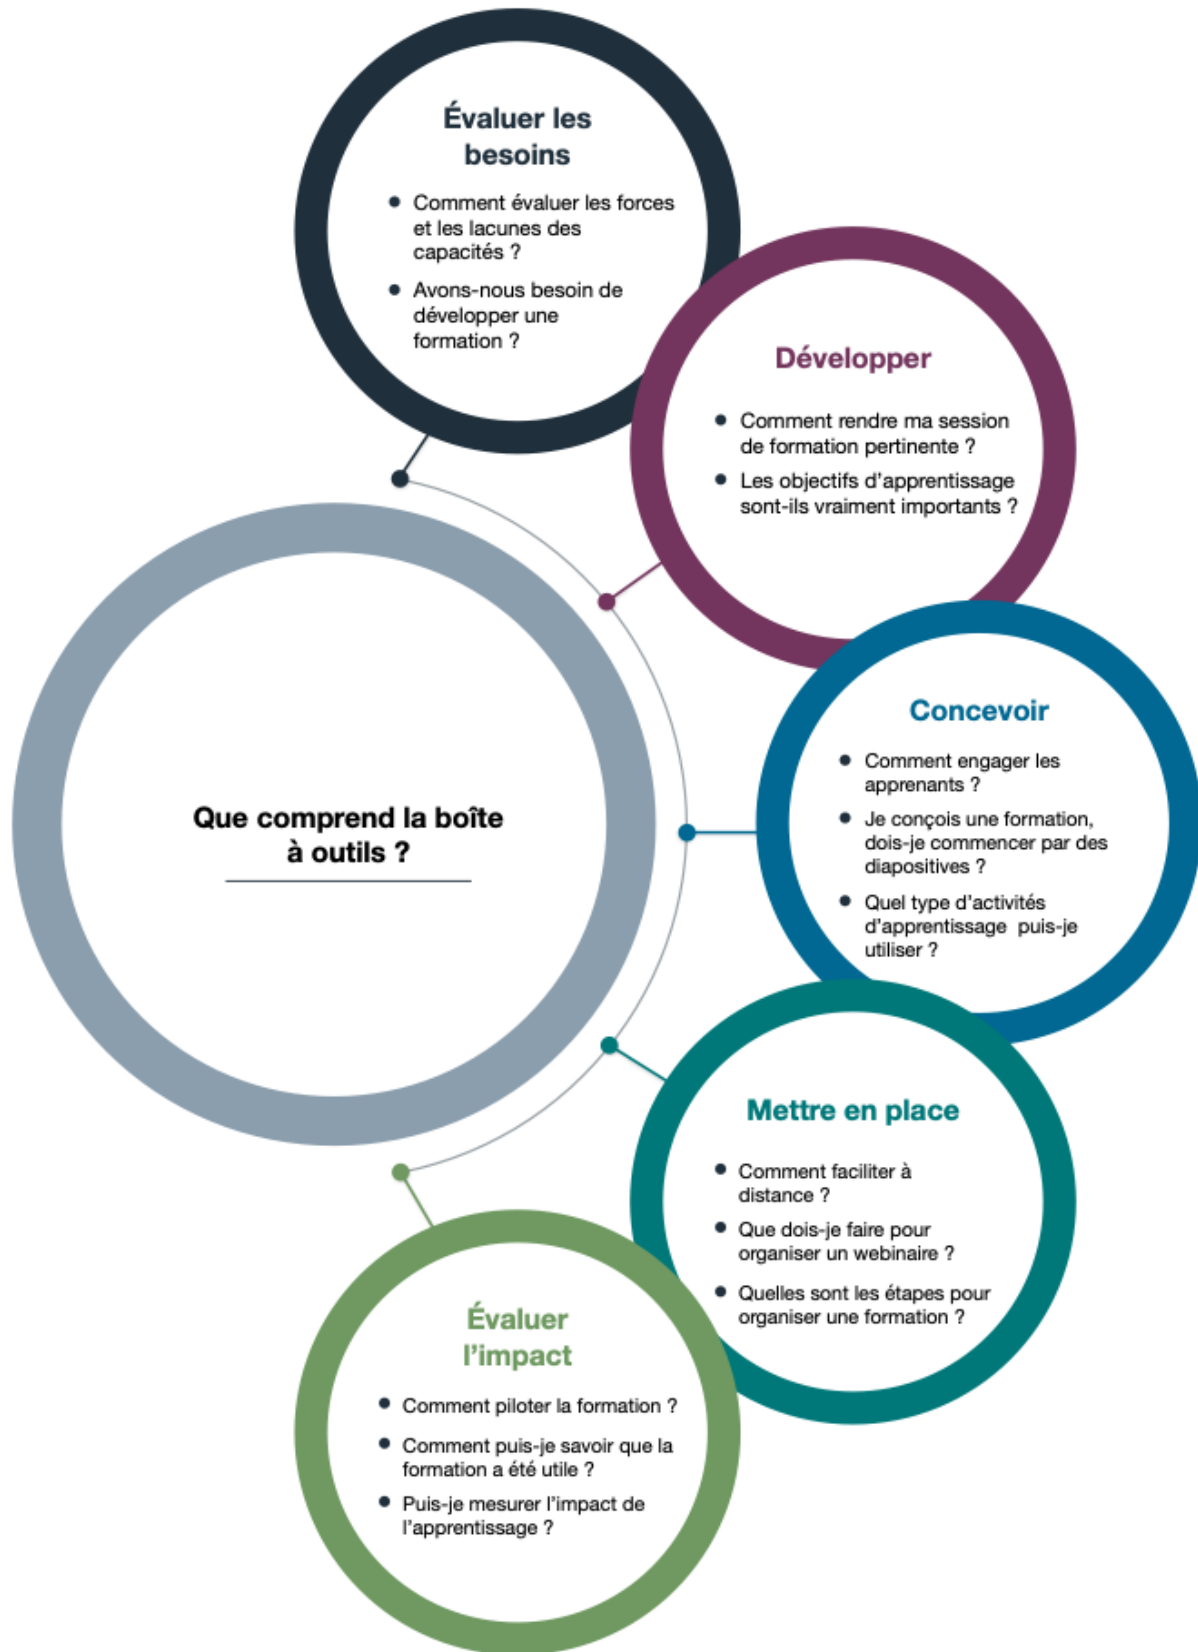 Évaluer les
besoins
• Comment évaluer les forces
et les lacunes des
capacités ?
• Avons-nous besoin de
développer une
formation ?
Développer
• Comment rendre ma session
de formation pertinente ?
• Les objectifs d'apprentissage
sont-ils vraiment importants ?
Concevoir
• Comment engager les
apprenants ?
• Je conçois une formation,
dois-je commencer par des
diapositives ?
• Quel type d'activités
d'apprentissage puis-je
utiliser ?
Que comprend la boîte
à outils ?
Mettre en place
• Comment faciliter à
distance ?
• Que dois-je faire pour
organiser un webinaire ?
• Quelles sont les étapes pour
organiser une formation ?
Évaluer
l'impact
• Comment piloter la formation ?
• Comment puis-je savoir que la
formation a été utile ?
• Puis-je mesurer l'impact de
l'apprentissage ?